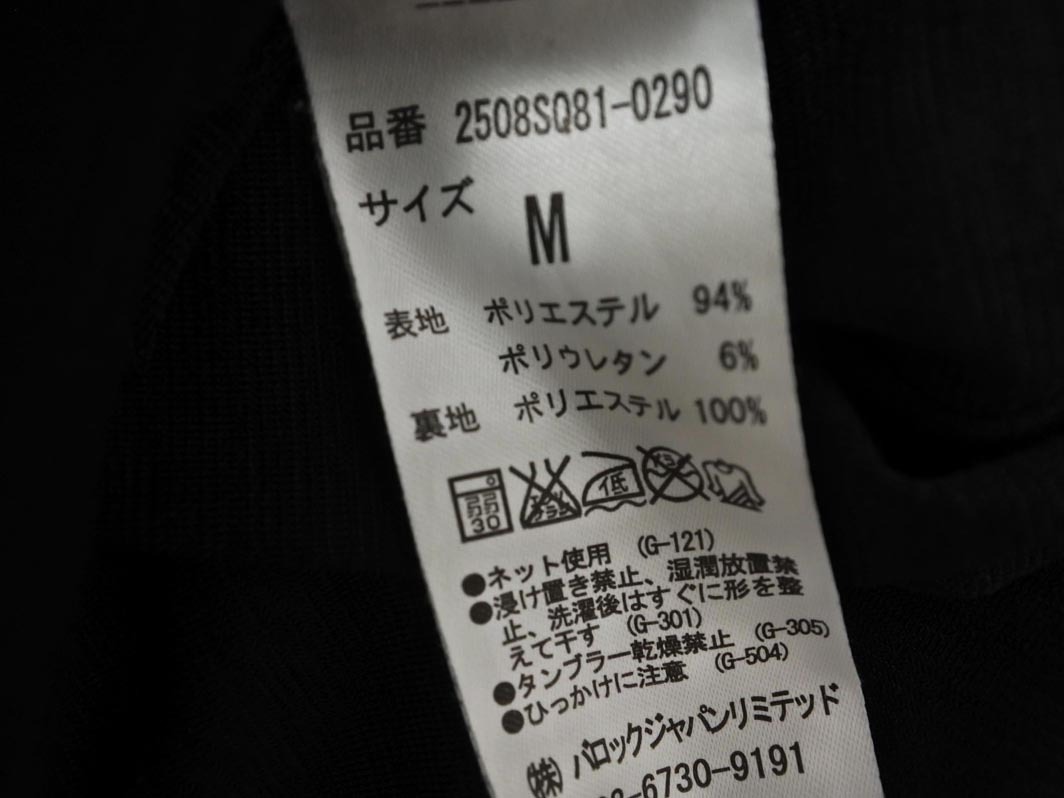 品番 2508SQ81-0290
サイズ M
表地 ポリエステル 94%
ポリウレタン 6%
裏地 ポリエステル 100%
弱 30 低
●ネット使用 (G-121)
●浸け置き禁止、湿潤放置禁
止、洗濯後はすぐに形を整
えて干す (G-301)
●タンブラー乾燥禁止 (G-305)
●ひっかけに注意 (G-504)
(株)バロックジャパンリミテッド
-6730-9191